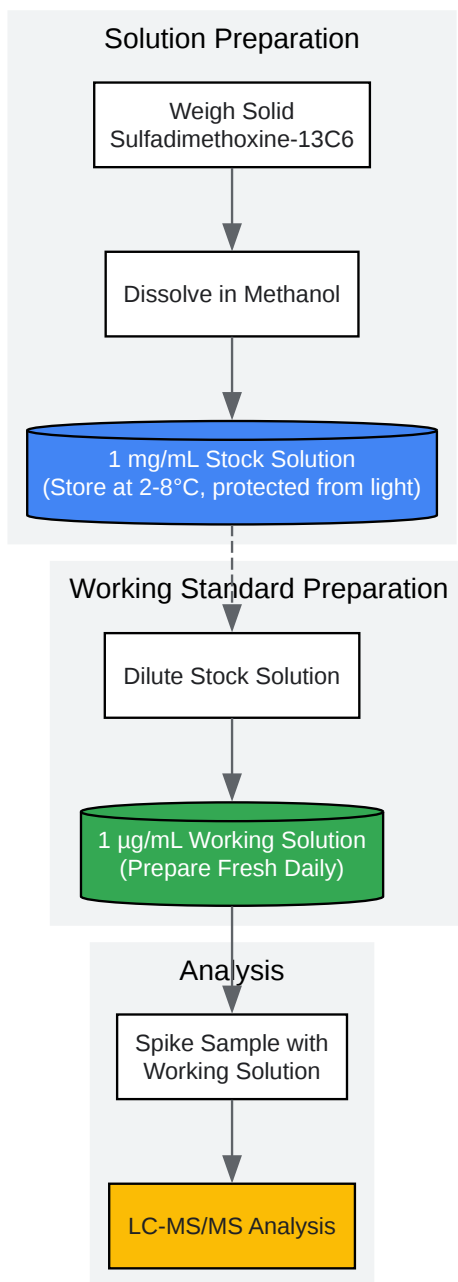 Solution Preparation
Weigh Solid
Sulfadimethoxine-13C6
Dissolve in Methanol
1 mg/mL Stock Solution
(Store at 2-8°C, protected from light)
Working Standard Preparation
Dilute Stock Solution
1 µg/mL Working Solution
(Prepare Fresh Daily)
Analysis
Spike Sample with
Working Solution
LC-MS/MS Analysis